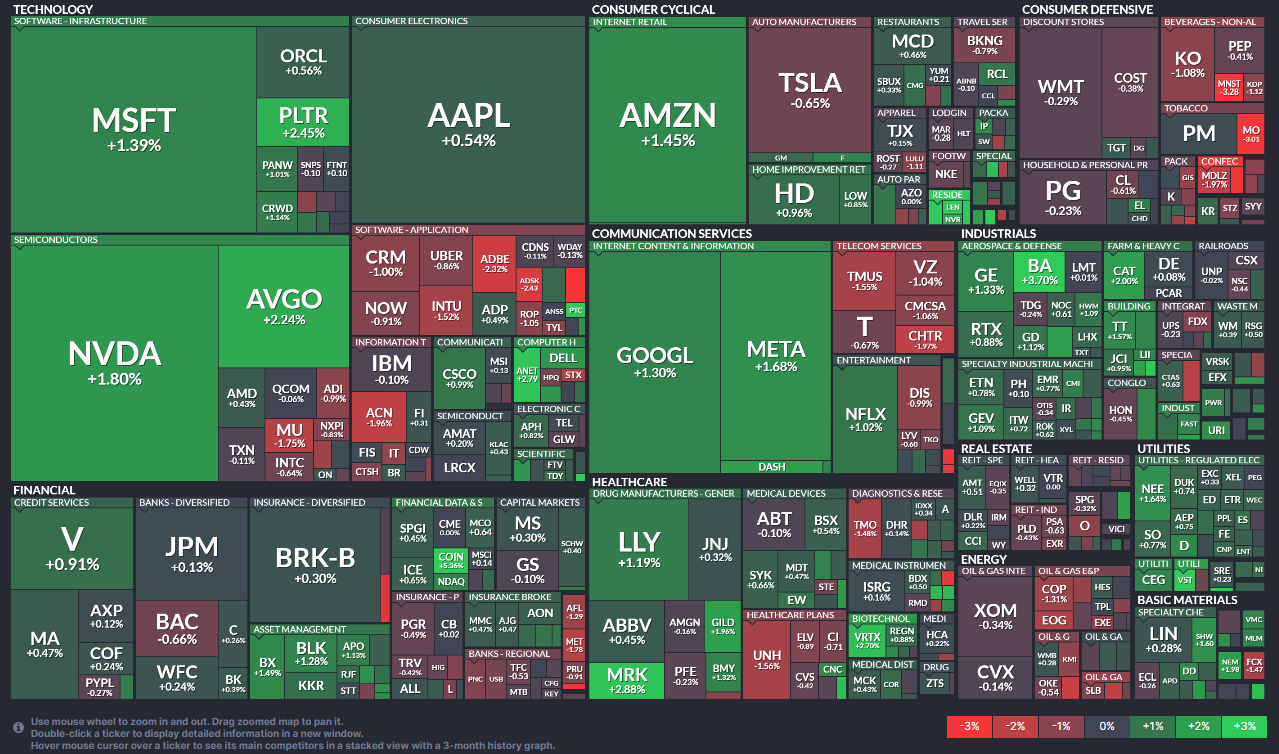 TECHNOLOGY
SOFTWARE - INFRASTRUCTURE
MSFT
+1.39%
ORCL
+0.56%
PLTR
+2.45%
PANW
+1.01%
SNPS
-0.10
FTNT
+0.10
CRWD
+1.14%
CONSUMER ELECTRONICS
AAPL
+0.54%
SEMICONDUCTORS
NVDA
+1.80%
AVGO
+2.24%
AMD
+0.43%
QCOM
-0.06%
ADI
-0.99%
TXN
-0.11%
MU
-1.75%
NXPI
-0.83%
INTC
-0.64%
ON
SOFTWARE - APPLICATION
CRM
-1.00%
UBER
-0.86%
ADBE
-2.32%
CDNS
-0.11%
WDAY
-0.13%
NOW
-0.91%
INTU
-1.52%
ADP
+0.49%
ADSK
-2.43
ROP
-1.05
ANSS
PTC
TYL
INFORMATION T
IBM
-0.10%
ACN
-1.96%
FI
+0.31
FIS
IT
CDW
CTSH
BR
COMMUNICATI
CSCO
+0.99%
MSI
+0.13
COMPUTER H
ANET
+2.79
DELL
HPQ
STX
SEMICONDUCT
AMAT
+0.20%
KLAC
+0.43
LRCX
ELECTRONIC C
APH
+0.82%
TEL
GLW
SCIENTIFIC
FTV
TDY
CONSUMER CYCLICAL
INTERNET RETAIL
AMZN
+1.45%
AUTO MANUFACTURERS
TSLA
-0.65%
GM
F
HOME IMPROVEMENT RET
HD
+0.96%
LOW
+0.85%
RESTAURANTS
MCD
+0.46%
SBUX
+0.33%
CMG
YUM
+0.21
TRAVEL SER
BKNG
-0.79%
ABNB
-0.10
RCL
CCL
APPAREL
TJX
+0.15%
ROST
-0.27
LULU
-1.11
LODGIN
MAR
-0.28
HLT
PACKA
IP
SW
FOOTW
NKE
SPECIAL
AUTO PAR
AZO
0.00%
RESIDE
LEN
NVR
CONSUMER DEFENSIVE
DISCOUNT STORES
WMT
-0.29%
COST
-0.38%
TGT
DG
BEVERAGES - NON-AL
KO
-1.08%
PEP
-0.41%
MNST
-3.28
KDP
-1.12
TOBACCO
PM
MO
-3.01
HOUSEHOLD & PERSONAL PR
PG
-0.23%
CL
-0.61%
EL
CHD
PACK
GIS
K
CONFEC
MDLZ
-1.97%
KR
STZ
SYY
COMMUNICATION SERVICES
INTERNET CONTENT & INFORMATION
GOOGL
+1.30%
META
+1.68%
DASH
TELECOM SERVICES
TMUS
-1.55%
VZ
-1.04%
T
-0.67%
CMCSA
-1.06%
CHTR
-1.97%
ENTERTAINMENT
NFLX
+1.02%
DIS
-0.99%
LYV
-0.60
TKO
INDUSTRIALS
AEROSPACE & DEFENSE
GE
+1.33%
BA
+3.70%
LMT
+0.01%
RTX
+0.88%
TDG
-0.24%
NOC
+0.61
HWM
+1.09
GD
+1.12%
LHX
TXT
FARM & HEAVY C
CAT
+2.00%
DE
+0.08%
PCAR
RAILROADS
UNP
-0.02%
CSX
NSC
-0.44
BUILDING
TT
+1.57%
JCI
+0.95%
LII
INTEGRAT
UPS
-0.23
FDX
WASTE M
WM
+0.39
RSG
+0.50
SPECIALTY INDUSTRIAL MACHI
ETN
+0.78%
PH
+0.10
EMR
+0.77%
CMI
GEV
+1.09%
ITW
+0.72
OTIS
-0.34
IR
ROK
+0.62
XYL
SPECIA
CTAS
+0.63
VRSK
EFX
CONGLO
HON
-0.45%
INDUST
FAST
PWR
URI
FINANCIAL
CREDIT SERVICES
V
+0.91%
MA
+0.47%
AXP
+0.12%
COF
+0.24%
PYPL
-0.27%
BANKS - DIVERSIFIED
JPM
+0.13%
BAC
-0.66%
C
+0.26%
WFC
+0.24%
BK
+0.39%
INSURANCE - DIVERSIFIED
BRK-B
+0.30%
ASSET MANAGEMENT
BX
+1.49%
BLK
+1.28%
APO
+1.13%
KKR
RJF
STT
FINANCIAL DATA & S
SPGI
+0.45%
CME
0.00%
MCO
+0.64
ICE
+0.65%
COIN
+5.36%
MSCI
+0.14
NDAQ
CAPITAL MARKETS
MS
+0.30%
GS
-0.10%
SCHW
+0.40
INSURANCE - P
PGR
-0.49%
CB
+0.02
TRV
-0.42%
HIG
ALL
L
INSURANCE BROKE
MMC
+0.47%
AJG
+0.47
AON
AFL
-1.29
MET
-1.78
PRU
-0.91
BANKS - REGIONAL
PNC
USB
TFC
-0.53
MTB
CFG
KEY
HEALTHCARE
DRUG MANUFACTURERS - GENER
LLY
+1.19%
JNJ
+0.32%
ABBV
+0.45%
AMGN
-0.16%
GILD
+1.96%
MRK
+2.88%
PFE
-0.23%
BMY
+1.32%
MEDICAL DEVICES
ABT
-0.10%
BSX
+0.54%
SYK
+0.66%
MDT
+0.47%
STE
EW
DIAGNOSTICS & RESE
TMO
-1.48%
DHR
+0.14%
IDXX
+0.34
A
MEDICAL INSTRUMEN
ISRG
+0.16%
BDX
+0.50
RMD
HEALTHCARE PLANS
UNH
-1.56%
ELV
-0.89
CI
-0.71
CVS
-0.42
CNC
BIOTECHNOL
VRTX
+2.70%
REGN
+0.88%
MEDI
HCA
+0.22%
MEDICAL DIST
MCK
+0.43%
COR
DRUG
ZTS
REAL ESTATE
REIT - SPE
AMT
+0.51
EQIX
-0.35
DLR
+0.22%
IRM
CCI
WY
REIT - HEA
WELL
+0.32
VTR
0.00
REIT - RESID
REIT - IND
PLD
-0.43%
PSA
-0.63
EXR
SPG
-0.32%
O
VICI
UTILITIES
UTILITIES - REGULATED ELEC
NEE
+1.64%
DUK
+0.74
EXC
+0.33
XEL
PEG
SO
+0.77%
AEP
+0.75
ED
ETR
WEC
D
PPL
ES
FE
CNP
LNT
UTILITI
CEG
UTILI
VST
SRE
+0.23
NI
ENERGY
OIL & GAS INTE
XOM
-0.34%
CVX
-0.14%
OIL & GAS E&P
COP
-1.31%
HES
EOG
TPL
EXE
OIL & G
WMB
+0.28
KMI
OKE
-0.54
OIL & GA
OIL & GA
SLB
BASIC MATERIALS
SPECIALTY CHE
LIN
+0.28%
SHW
+1.60
ECL
-0.26
APD
DD
VMC
MLM
NEM
+1.98
FCX
-1.47
Use mouse wheel to zoom in and out. Drag zoomed map to pan it.
Double-click a ticker to display detailed information in a new window.
Hover mouse cursor over a ticker to see its main competitors in a stacked view with a 3-month history graph.
-3%
-2%
-1%
0%
+1%
+2%
+3%